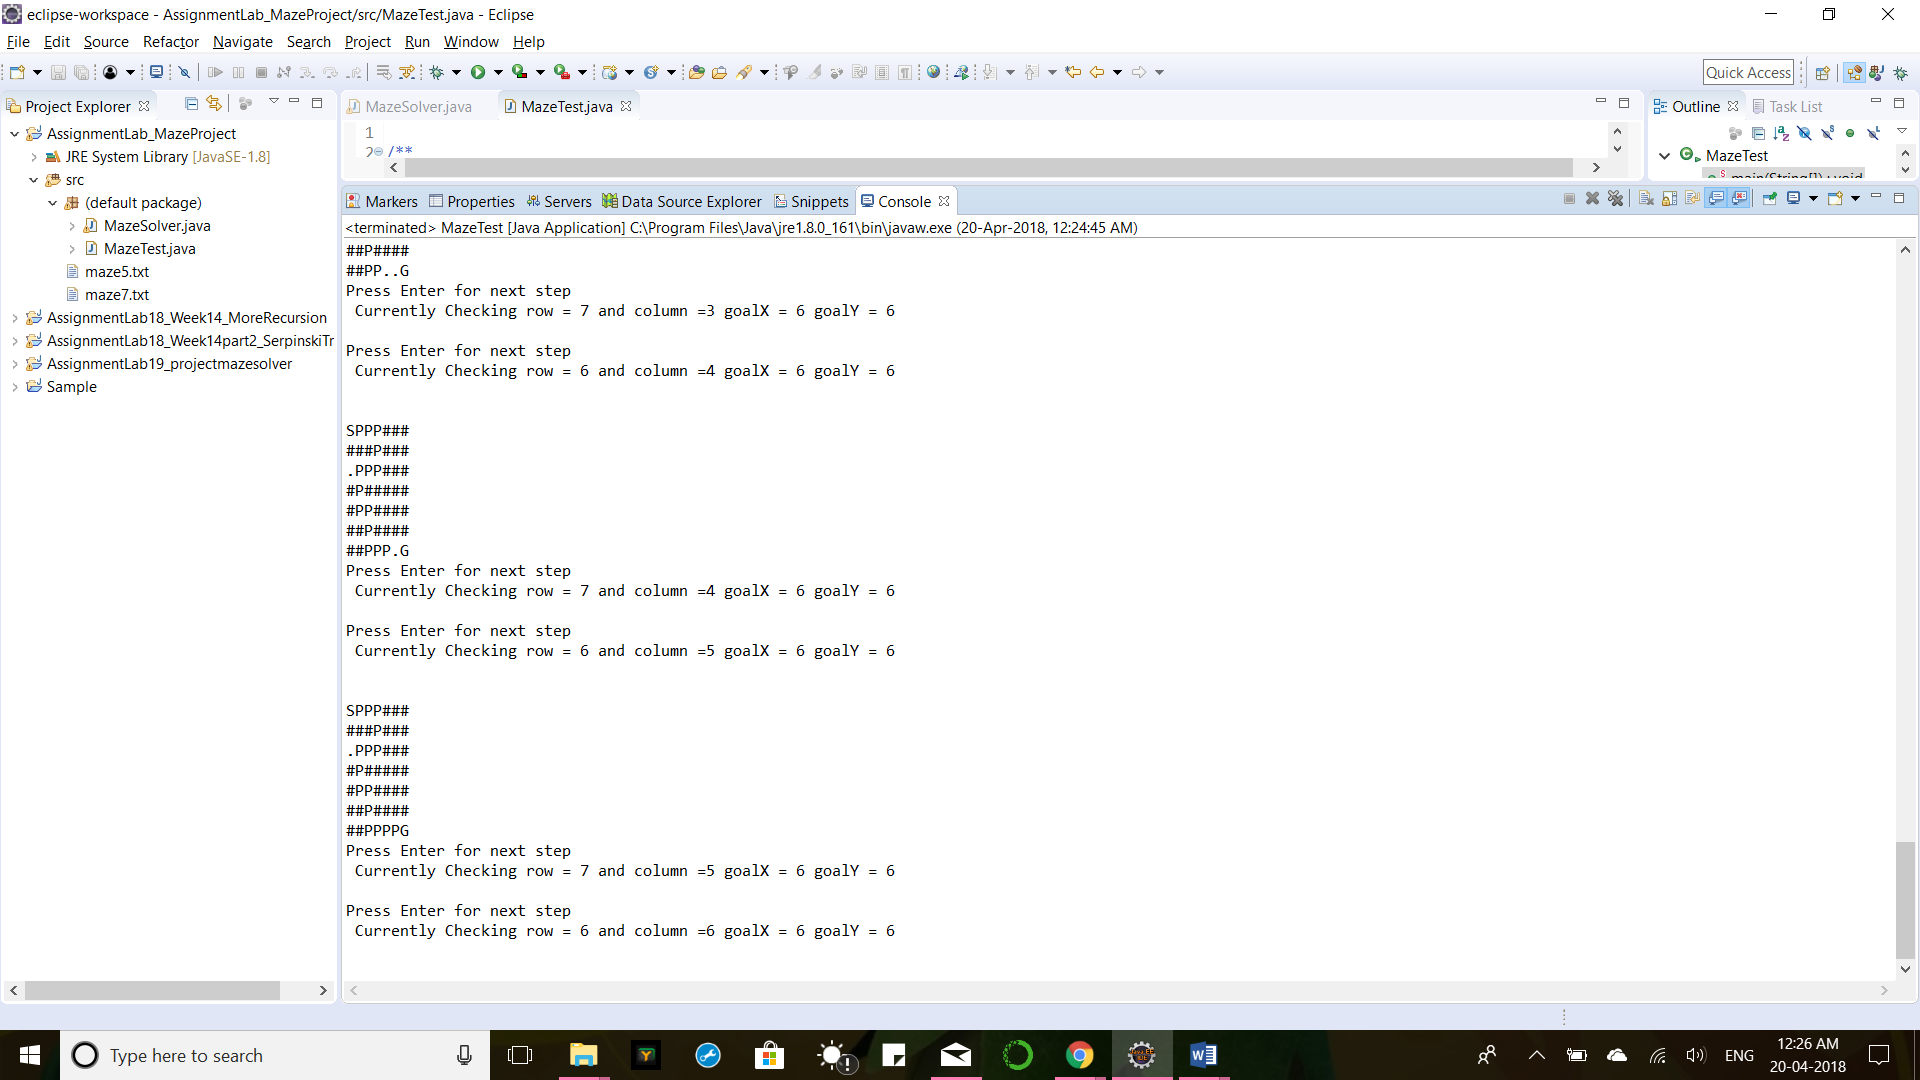 eclipse-workspace - AssignmentLab_MazeProject/src/MazeTest.java - Eclipse
File Edit Source Refactor Navigate Search Project Run Window Help
Quick Access
Project Explorer
AssignmentLab_MazeProject
JRE System Library [JavaSE-1.8]
src
(default package)
MazeSolver.java
MazeTest.java
maze5.txt
maze7.txt
AssignmentLab18_Week14_MoreRecursion
AssignmentLab18_Week14part2_SerpinskiTr
AssignmentLab19_projectmazesolver
Sample
MazeSolver.java MazeTest.java
1
2 /**
Outline Task List
MazeTest
main(String[]) : void
Markers Properties Servers Data Source Explorer Snippets Console
<terminated> MazeTest [Java Application] C:\Program Files\Java\jre1.8.0_161\bin\javaw.exe (20-Apr-2018, 12:24:45 AM)
##P####
##PP..G
Press Enter for next step
 Currently Checking row = 7 and column =3 goalX = 6 goalY = 6
Press Enter for next step
 Currently Checking row = 6 and column =4 goalX = 6 goalY = 6
SPPP###
###P###
.PPP###
#P#####
#PP####
##P####
##PPP.G
Press Enter for next step
 Currently Checking row = 7 and column =4 goalX = 6 goalY = 6
Press Enter for next step
 Currently Checking row = 6 and column =5 goalX = 6 goalY = 6
SPPP###
###P###
.PPP###
#P#####
#PP####
##P####
##PPPPG
Press Enter for next step
 Currently Checking row = 7 and column =5 goalX = 6 goalY = 6
Press Enter for next step
 Currently Checking row = 6 and column =6 goalX = 6 goalY = 6
Type here to search
ENG
12:26 AM
20-04-2018